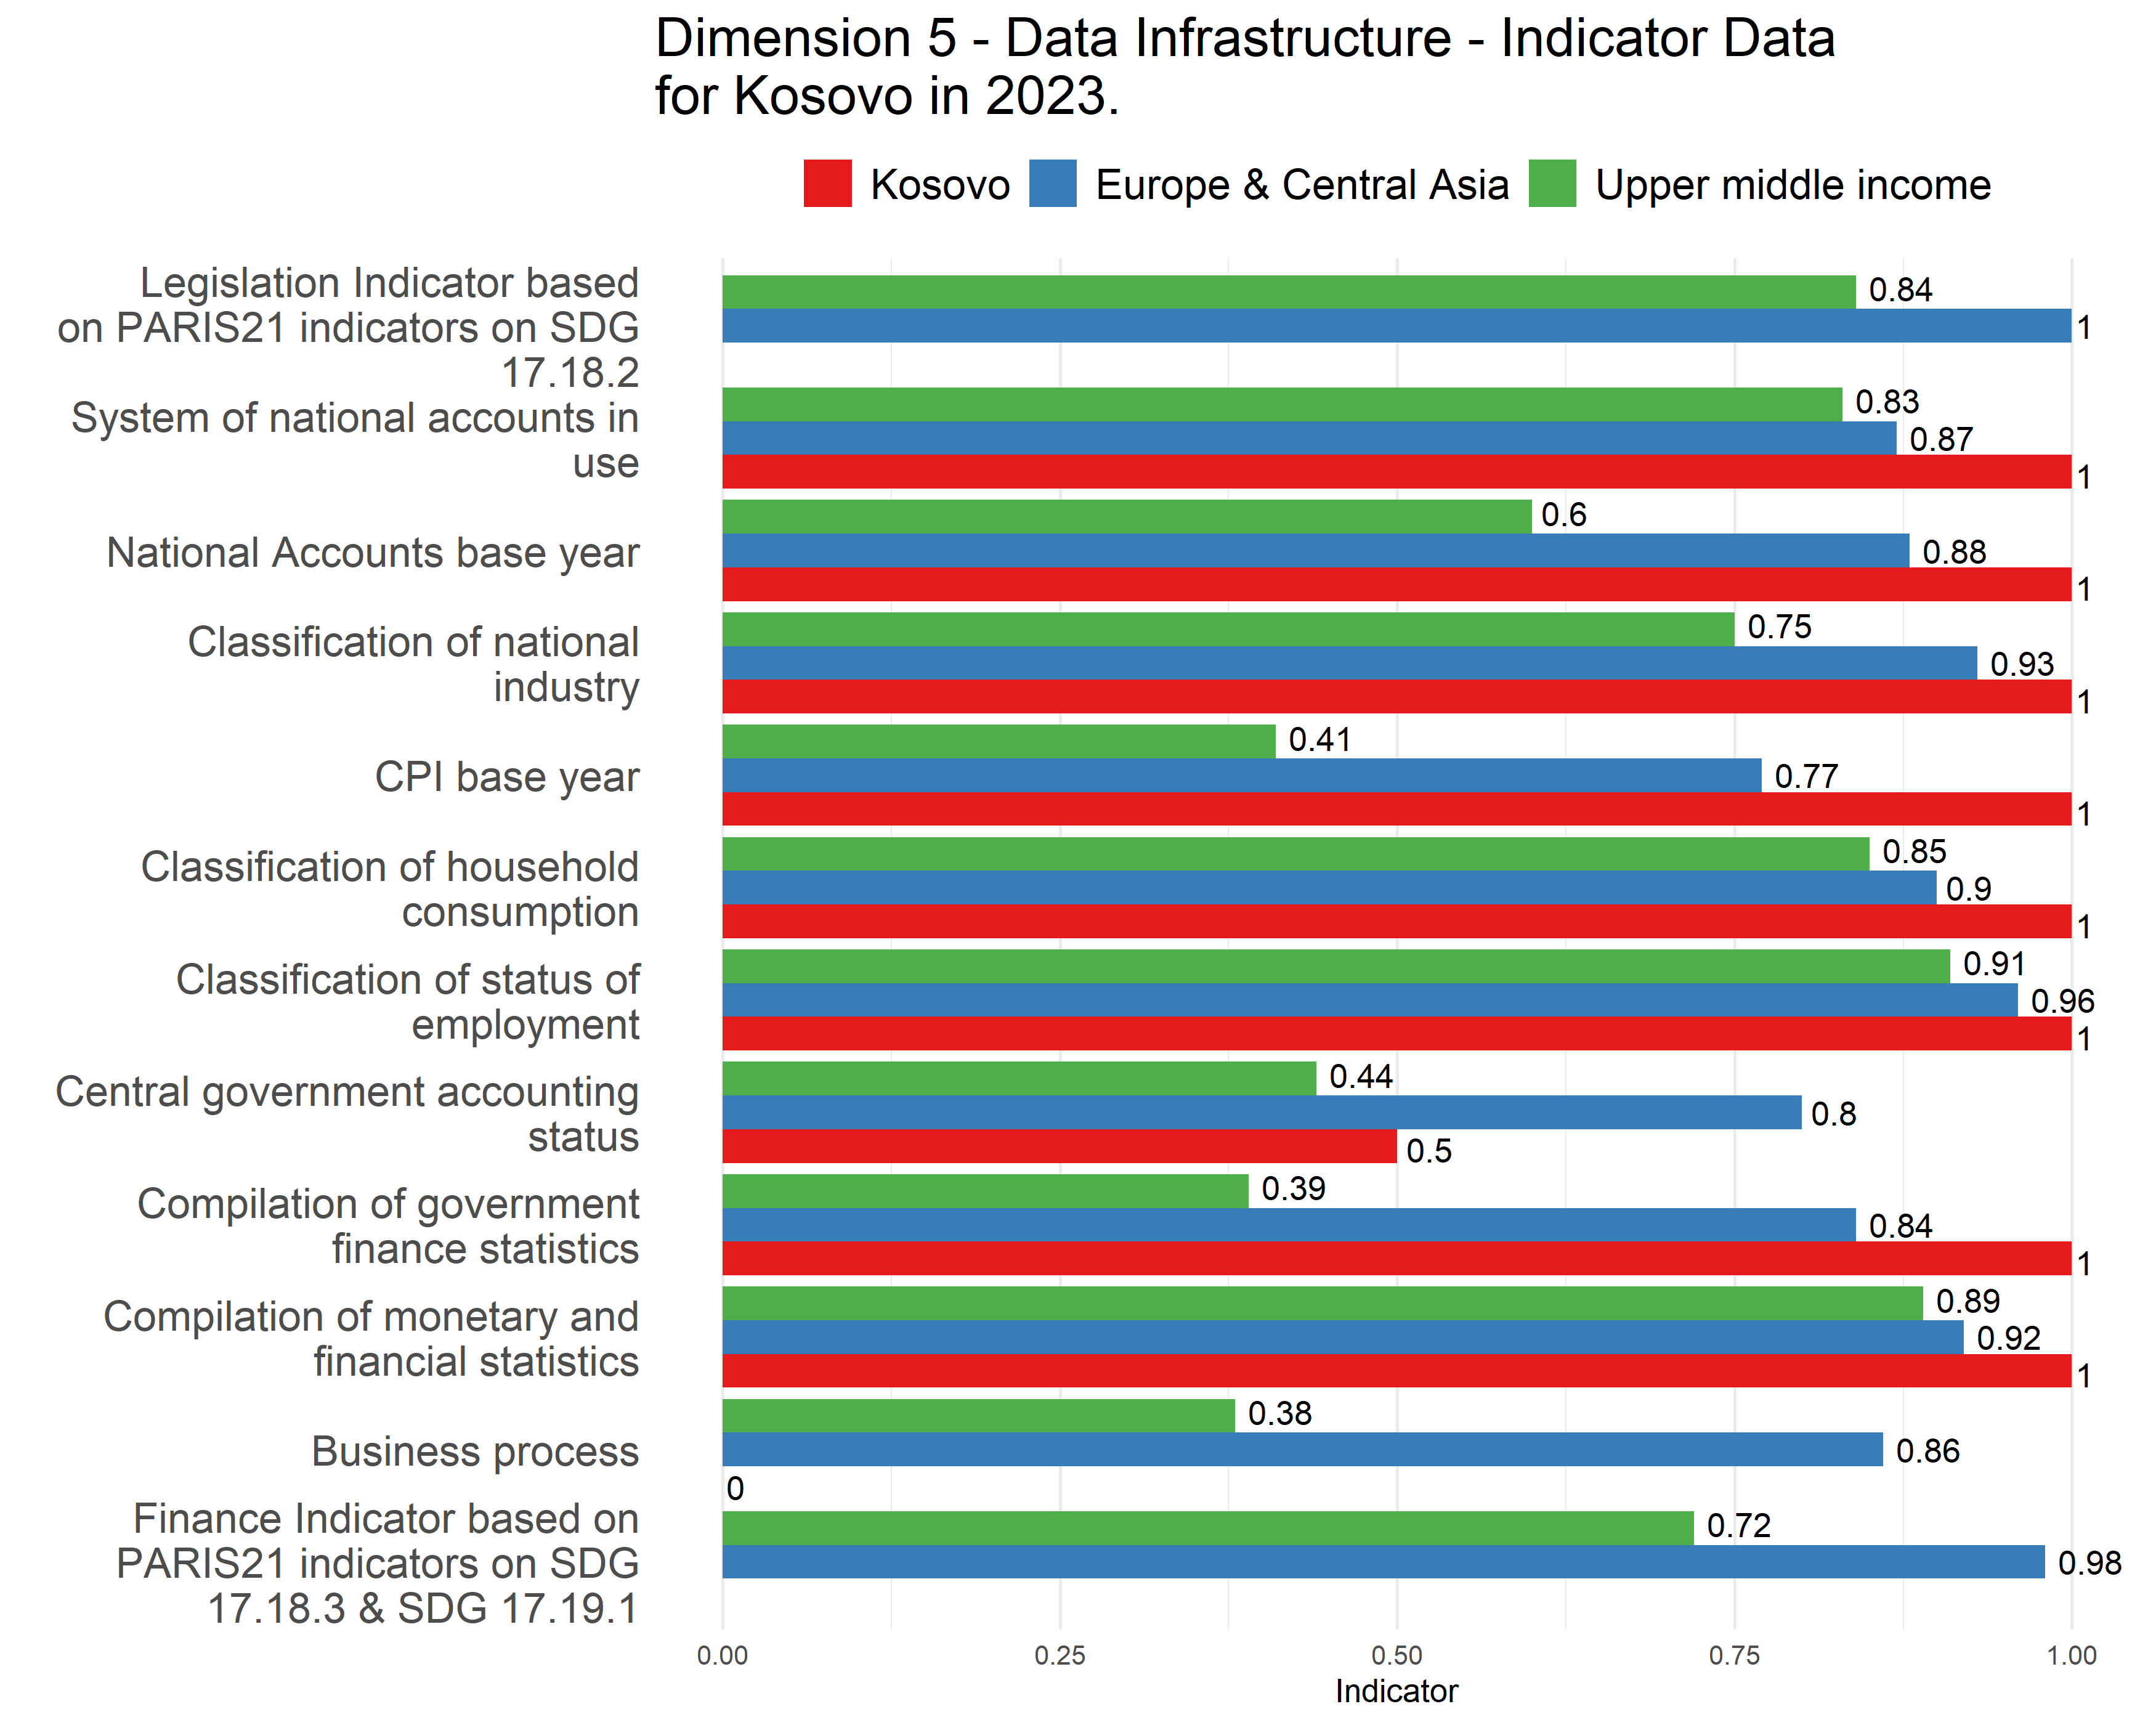 Dimension 5 - Data Infrastructure - Indicator Data
for Kosovo in 2023.
Kosovo
Europe & Central Asia
Upper middle income
Legislation Indicator based
on PARIS21 indicators on SDG
17.18.2
0.84
1
System of national accounts in
use
0.83
0.87
1
National Accounts base year
0.6
0.88
1
Classification of national
industry
0.75
0.93
1
CPI base year
0.41
0.77
1
Classification of household
consumption
0.85
0.9
1
Classification of status of
employment
0.91
0.96
1
Central government accounting
status
0.44
0.8
0.5
Compilation of government
finance statistics
0.39
0.84
1
Compilation of monetary and
financial statistics
0.89
0.92
1
Business process
0.38
0.86
0
Finance Indicator based on
PARIS21 indicators on SDG
17.18.3 & SDG 17.19.1
0.72
0.98
0.00 0.25 0.50 0.75 1.00
Indicator